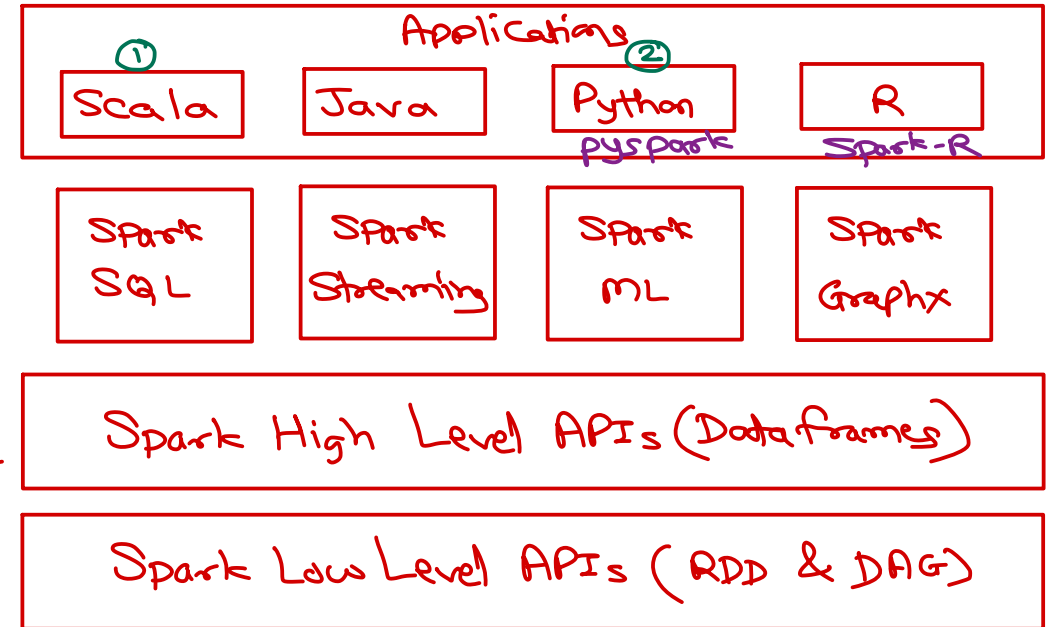 Applications
① ②
Scala Java Python R
pyspark Spark-R
Spark Spark Spark Spark
SQL Streaming ML Graphx
Spark High Level APIs (Dataframes)
Spark Low Level APIs (RDD & DAG)